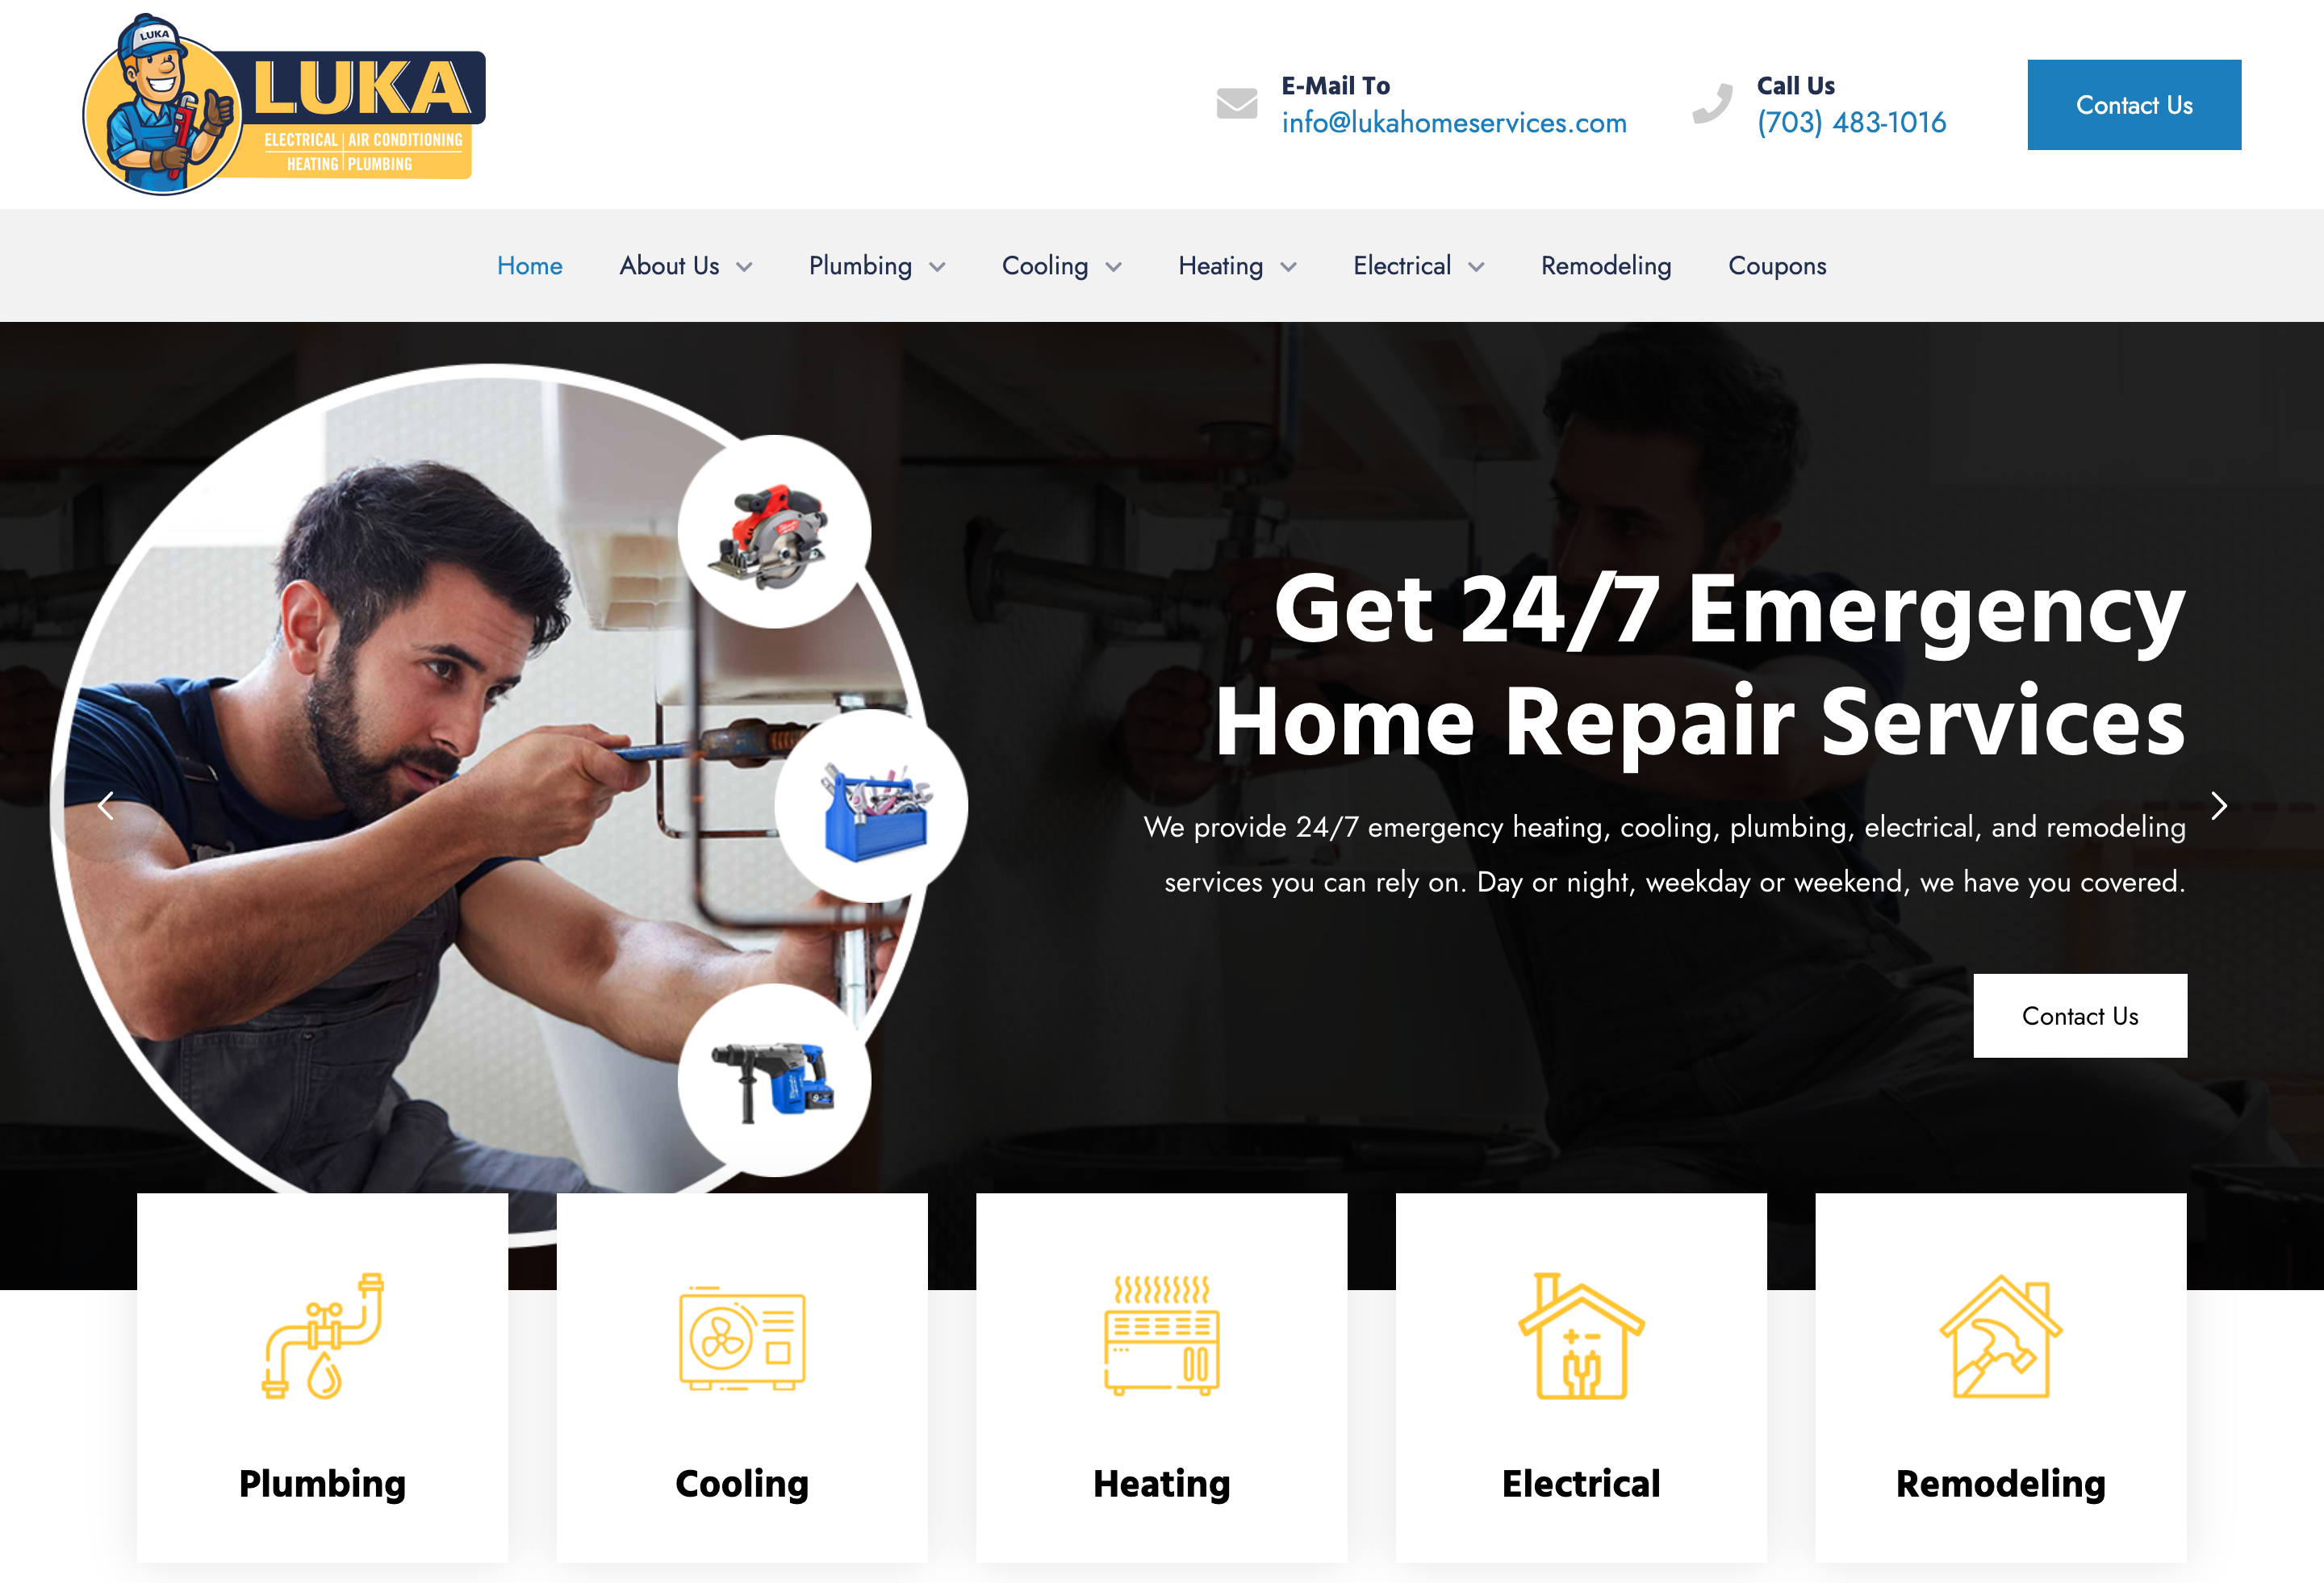 LUKA
LUKA
ELECTRICAL | AIR CONDITIONING
HEATING | PLUMBING
E-Mail To
info@lukahomeservices.com
Call Us
(703) 483-1016
Contact Us
Home
About Us
Plumbing
Cooling
Heating
Electrical
Remodeling
Coupons
Get 24/7 Emergency
Home Repair Services
We provide 24/7 emergency heating, cooling, plumbing, electrical, and remodeling
services you can rely on. Day or night, weekday or weekend, we have you covered.
Contact Us
Plumbing
Cooling
Heating
Electrical
Remodeling